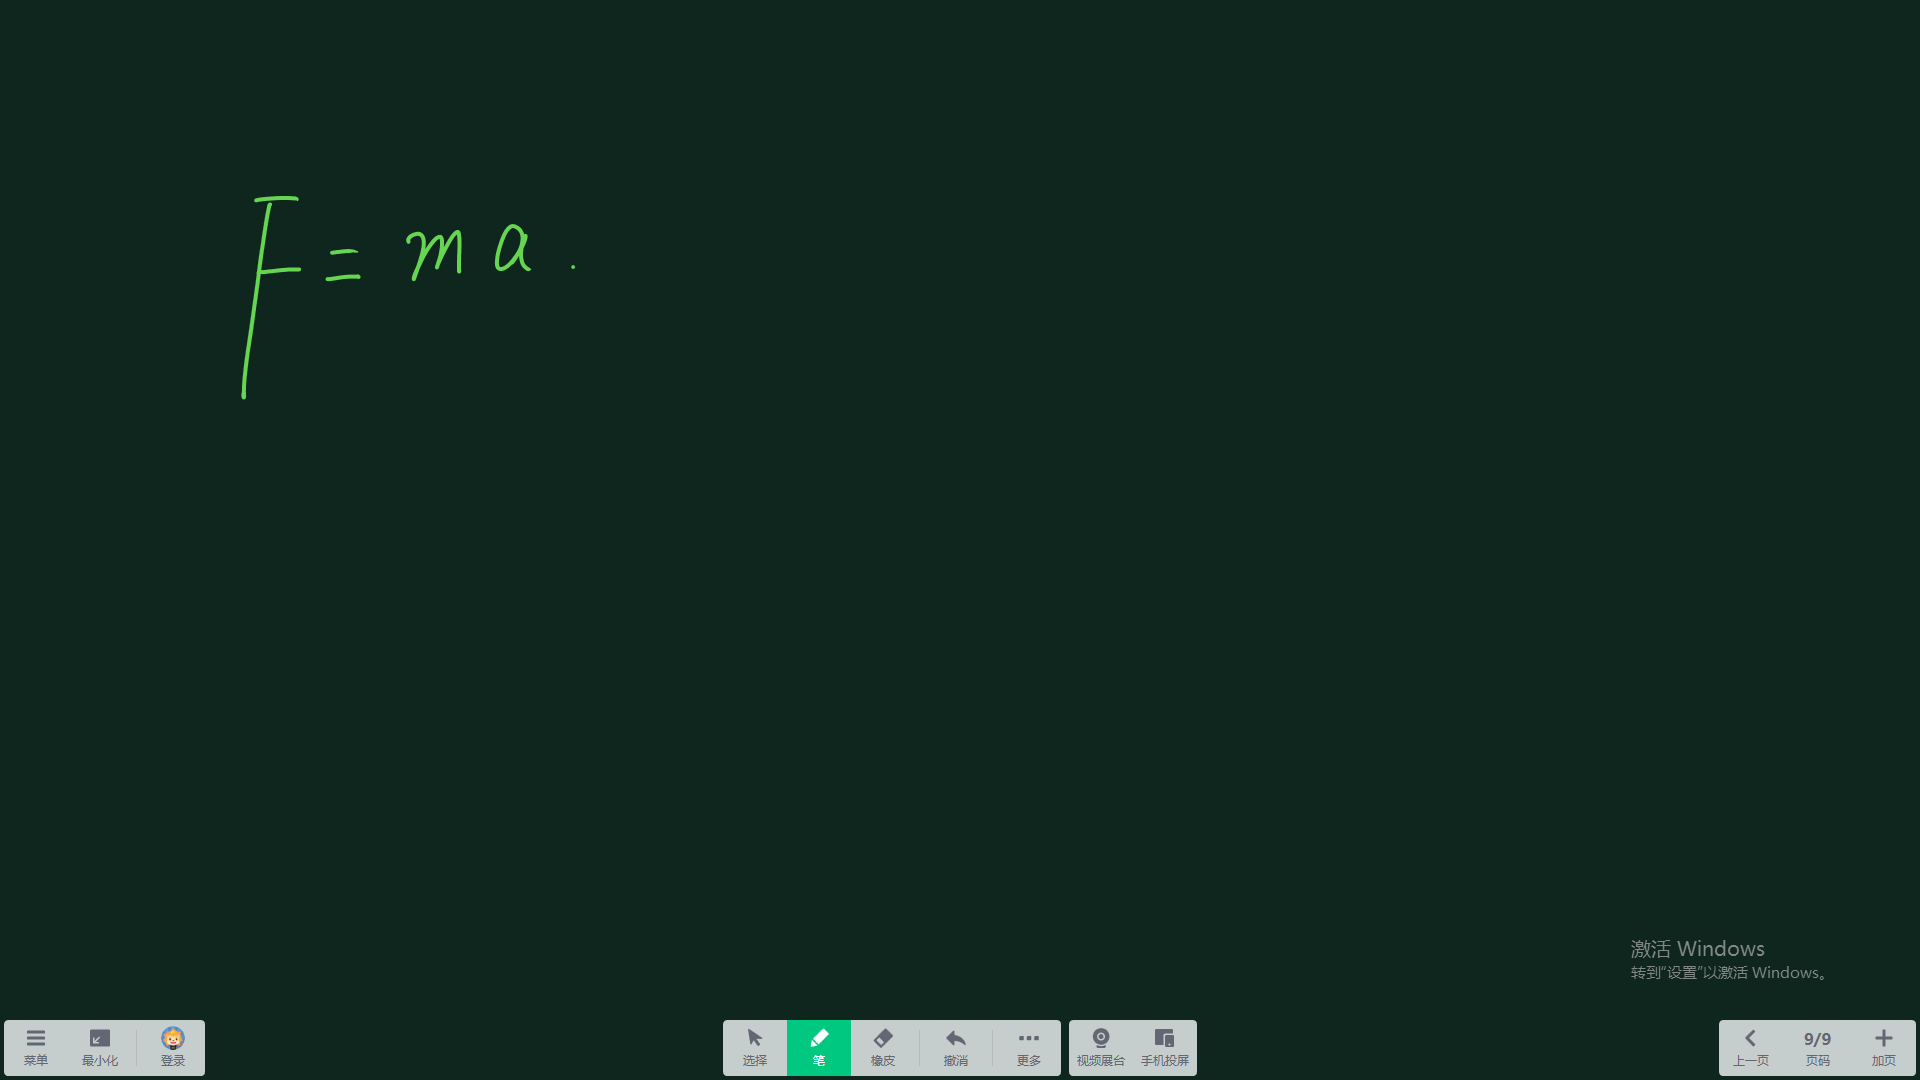 F = ma.
激活 Windows
转到“设置”以激活 Windows。
菜单 最小化 登录 选择 笔 橡皮 撤消 更多 视频展台 手机投屏 上一页 9/9 页码 加页